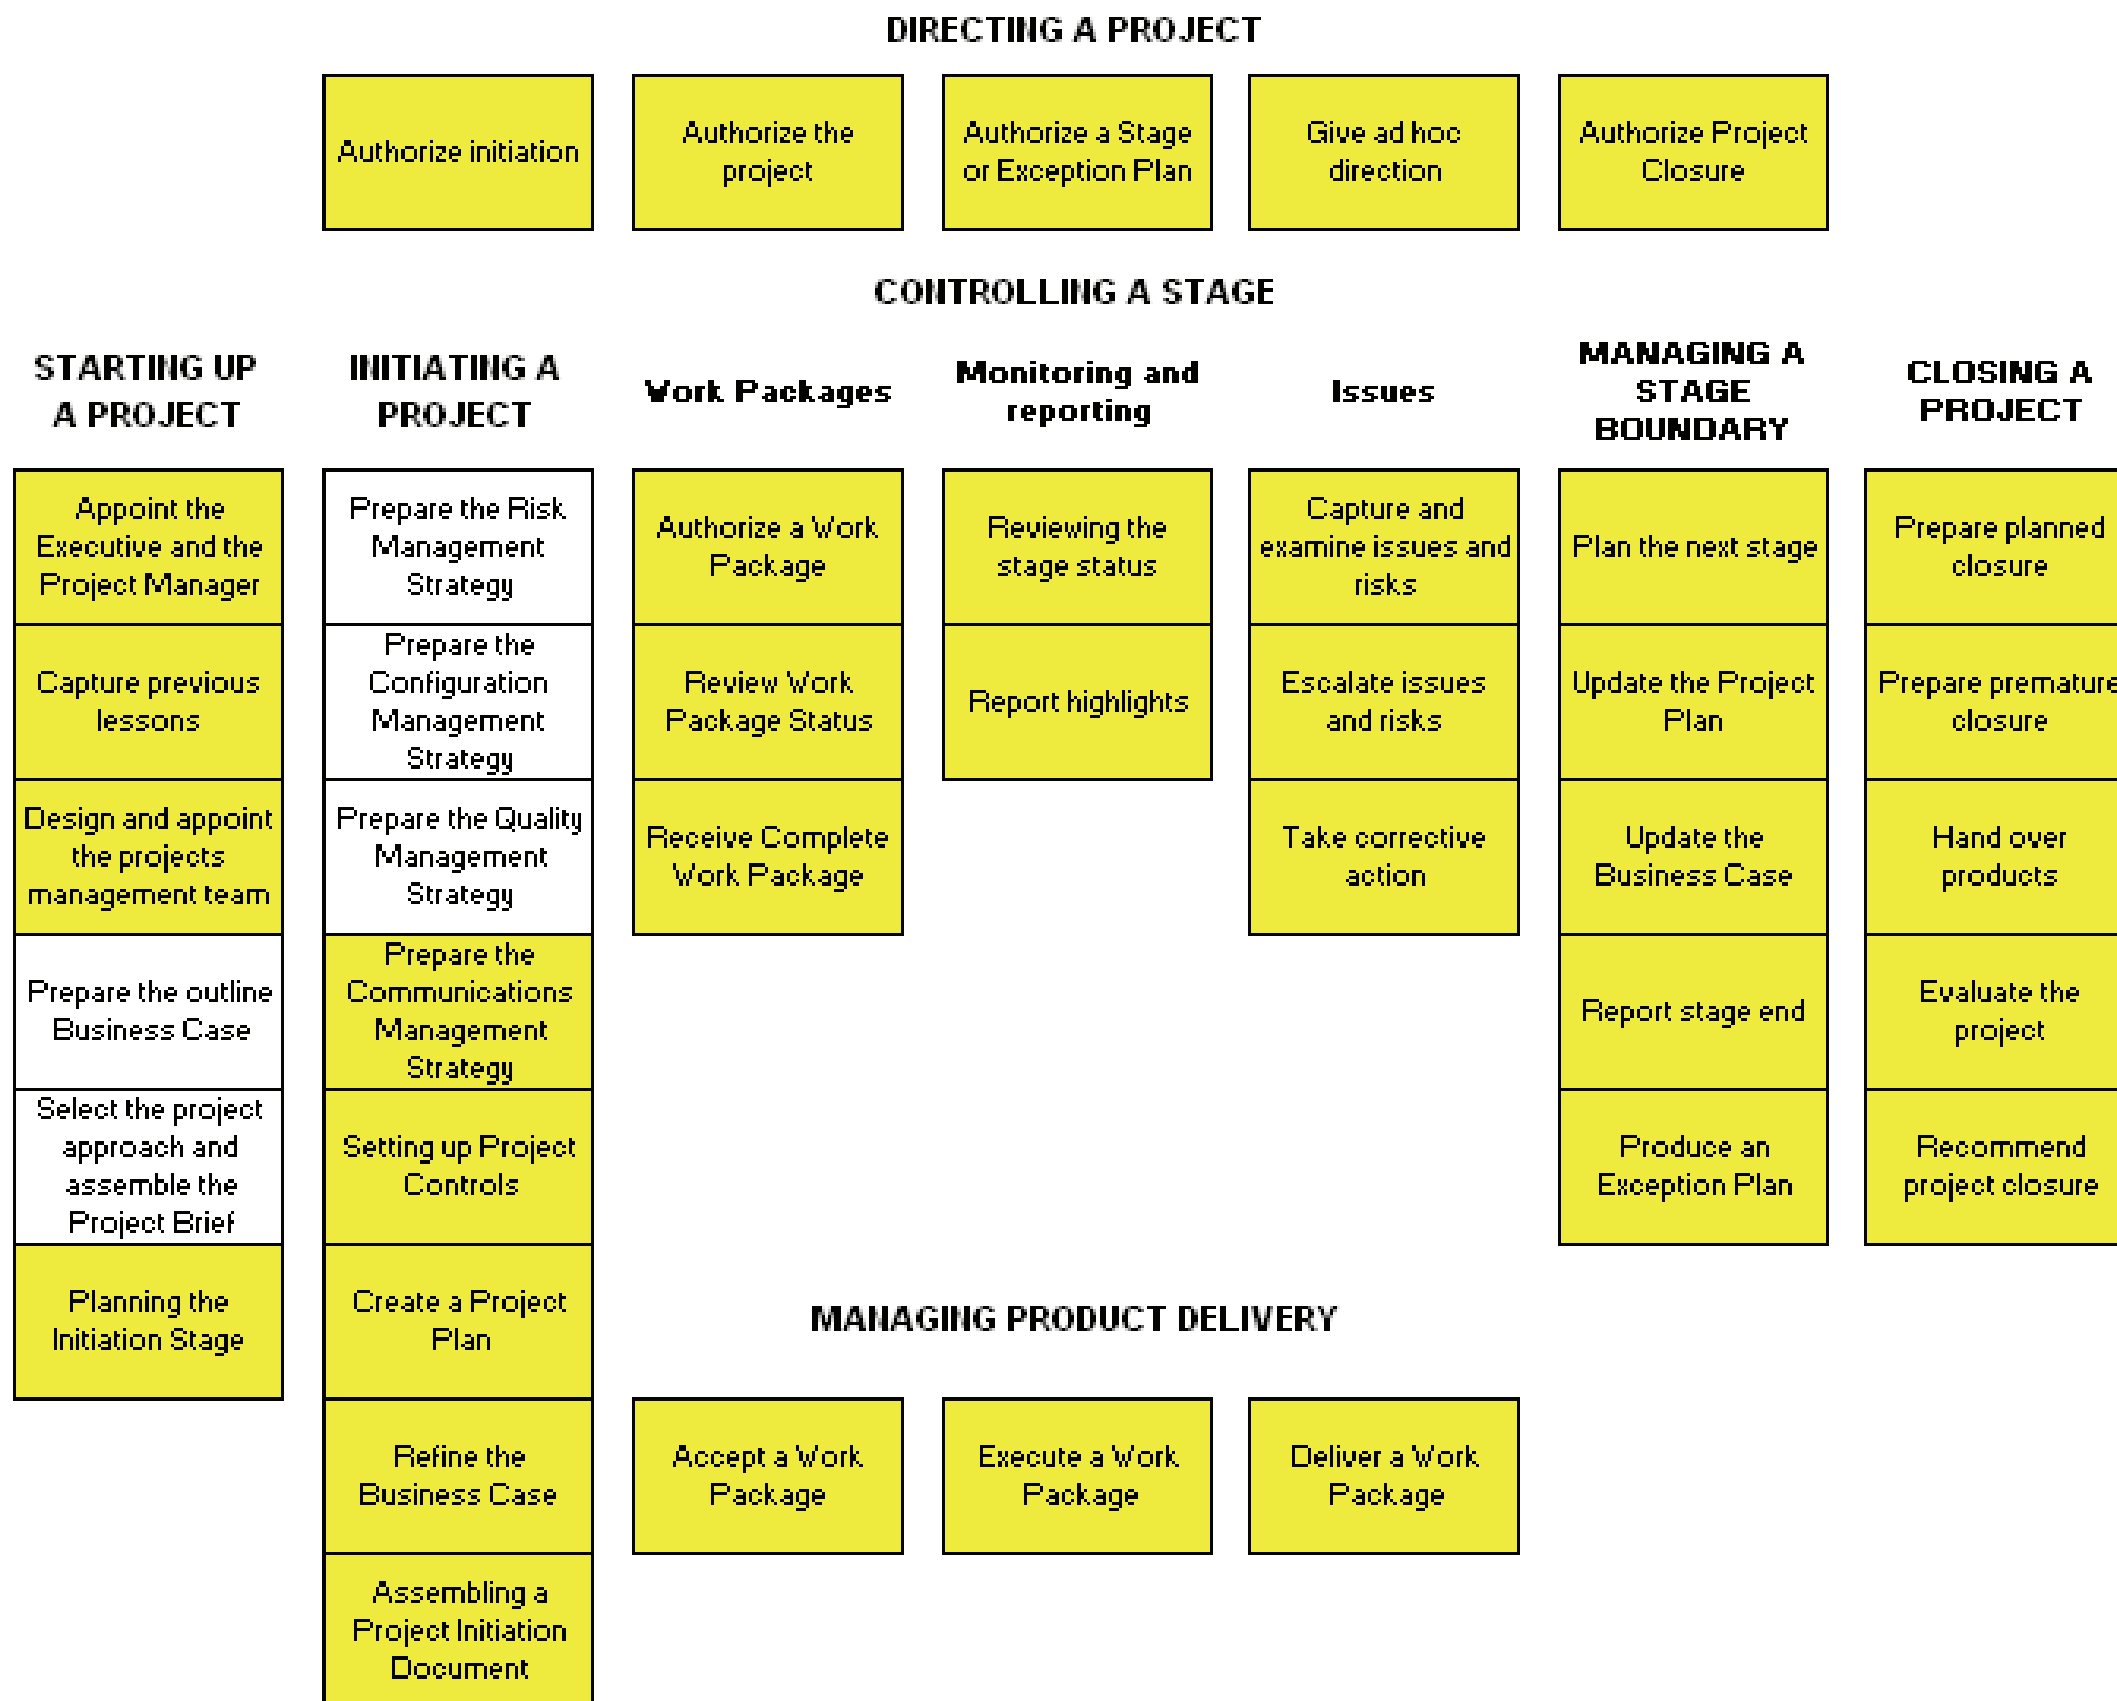 DIRECTING A PROJECT
Authorize initiation
Authorize the
project
Authorize a Stage
or Exception Plan
Give ad hoc
direction
Authorize Project
Closure
CONTROLLING A STAGE
STARTING UP
A PROJECT
INITIATING A
PROJECT
Work Packages
Monitoring and
reporting
Issues
MANAGING A
STAGE
BOUNDARY
CLOSING A
PROJECT
Appoint the
Executive and the
Project Manager
Capture previous
lessons
Design and appoint
the projects
management team
Prepare the outline
Business Case
Select the project
approach and
assemble the
Project Brief
Planning the
Initiation Stage
Prepare the Risk
Management
Strategy
Prepare the
Configuration
Management
Strategy
Prepare the Quality
Management
Strategy
Prepare the
Communications
Management
Strategy
Setting up Project
Controls
Create a Project
Plan
Refine the
Business Case
Assembling a
Project Initiation
Document
Authorize a Work
Package
Review Work
Package Status
Receive Complete
Work Package
Reviewing the
stage status
Report highlights
Capture and
examine issues and
risks
Escalate issues
and risks
Take corrective
action
Plan the next stage
Update the Project
Plan
Update the
Business Case
Report stage end
Produce an
Exception Plan
Prepare planned
closure
Prepare premature
closure
Hand over
products
Evaluate the
project
Recommend
project closure
MANAGING PRODUCT DELIVERY
Accept a Work
Package
Execute a Work
Package
Deliver a Work
Package